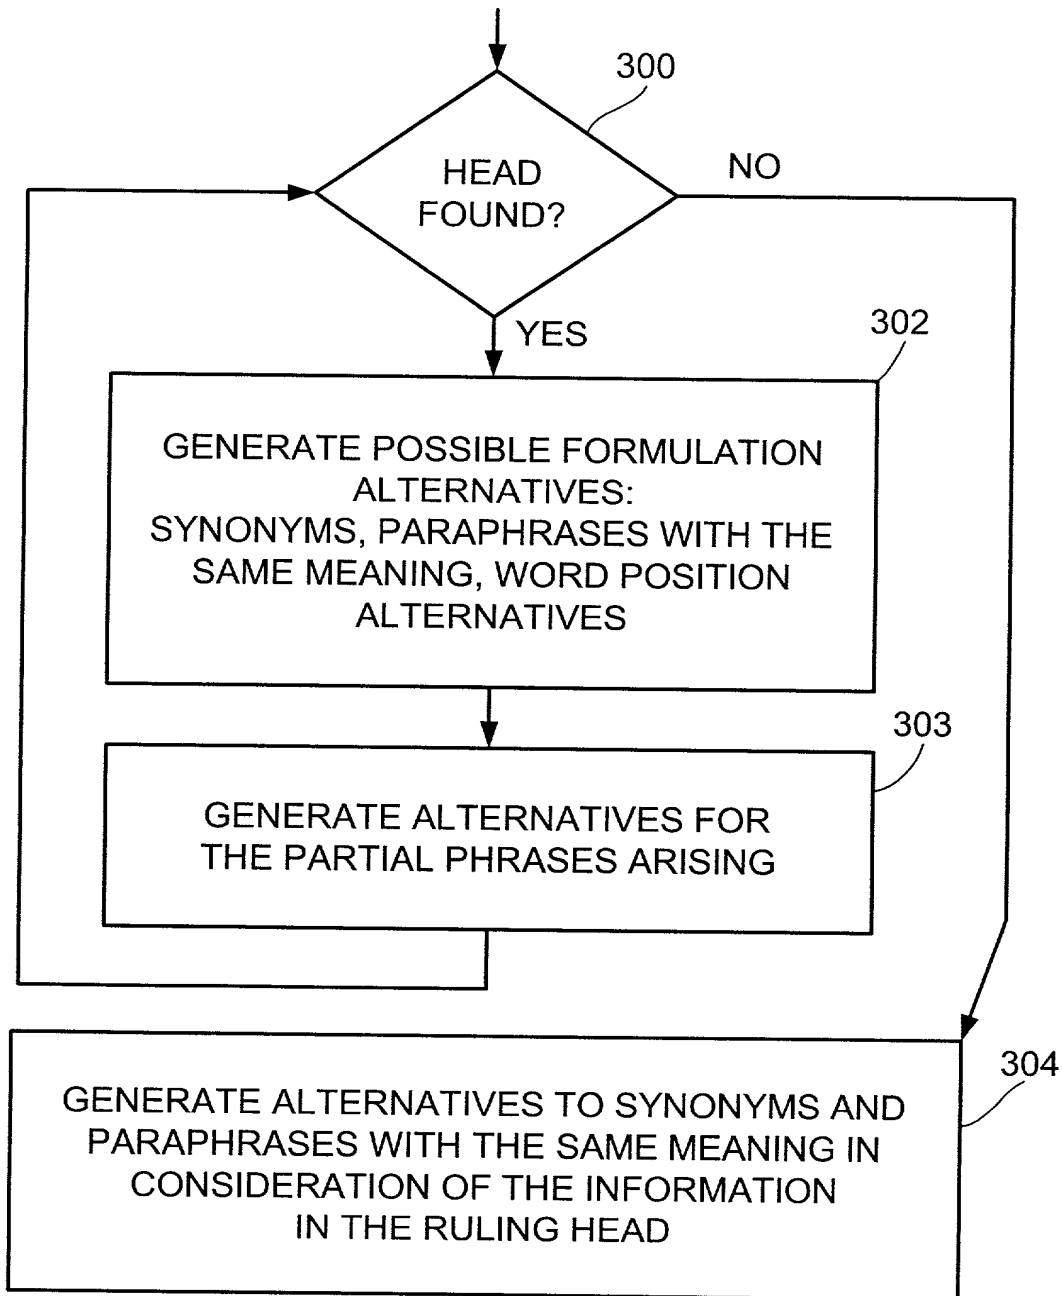 300
HEAD
FOUND?
NO
YES
302
GENERATE POSSIBLE FORMULATION
ALTERNATIVES:
SYNONYMS, PARAPHRASES WITH THE
SAME MEANING, WORD POSITION
ALTERNATIVES
303
GENERATE ALTERNATIVES FOR
THE PARTIAL PHRASES ARISING
304
GENERATE ALTERNATIVES TO SYNONYMS AND
PARAPHRASES WITH THE SAME MEANING IN
CONSIDERATION OF THE INFORMATION
IN THE RULING HEAD